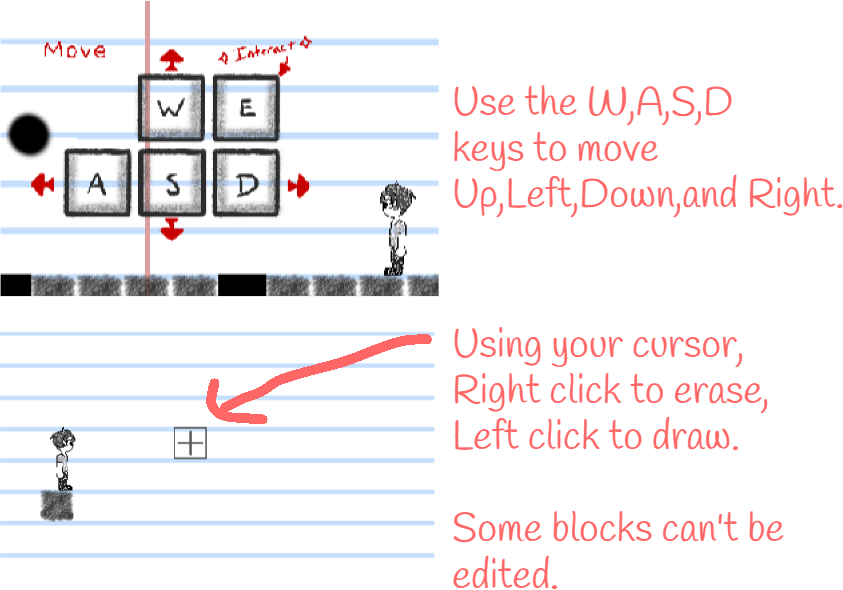 Move
Interact
W
E
A
S
D
Use the W,A,S,D
keys to move
Up,Left,Down,and Right.
Using your cursor,
Right click to erase,
Left click to draw.
Some blocks can't be
edited.